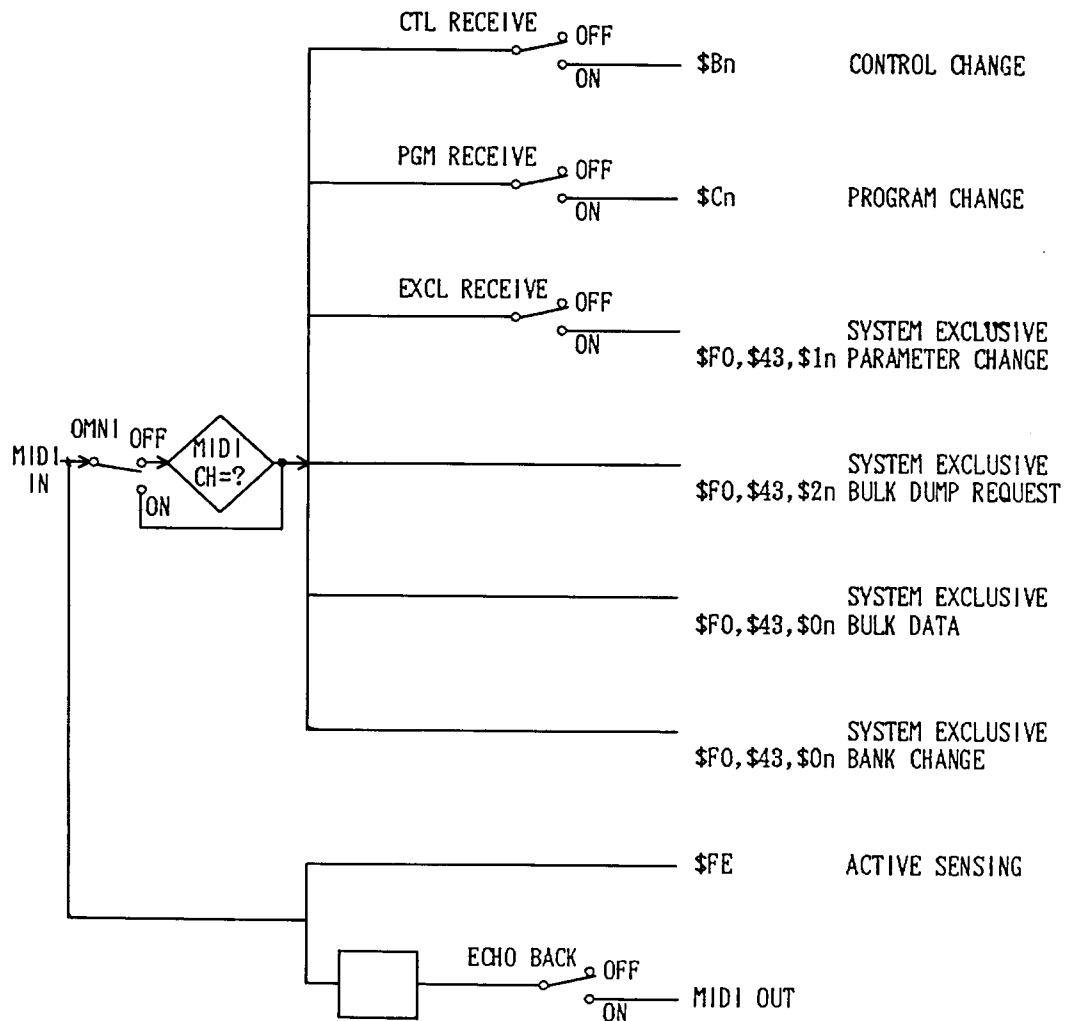 CTL RECEIVE
OFF
ON
$Bn CONTROL CHANGE
PGM RECEIVE
OFF
ON
$Cn PROGRAM CHANGE
EXCL RECEIVE
OFF
ON
SYSTEM EXCLUSIVE
$F0,$43,$1n PARAMETER CHANGE
MIDI
IN
OMNI
OFF
ON
MIDI
CH=?
SYSTEM EXCLUSIVE
$F0,$43,$2n BULK DUMP REQUEST
SYSTEM EXCLUSIVE
$F0,$43,$0n BULK DATA
SYSTEM EXCLUSIVE
$F0,$43,$0n BANK CHANGE
$FE ACTIVE SENSING
ECHO BACK
OFF
ON
MIDI OUT